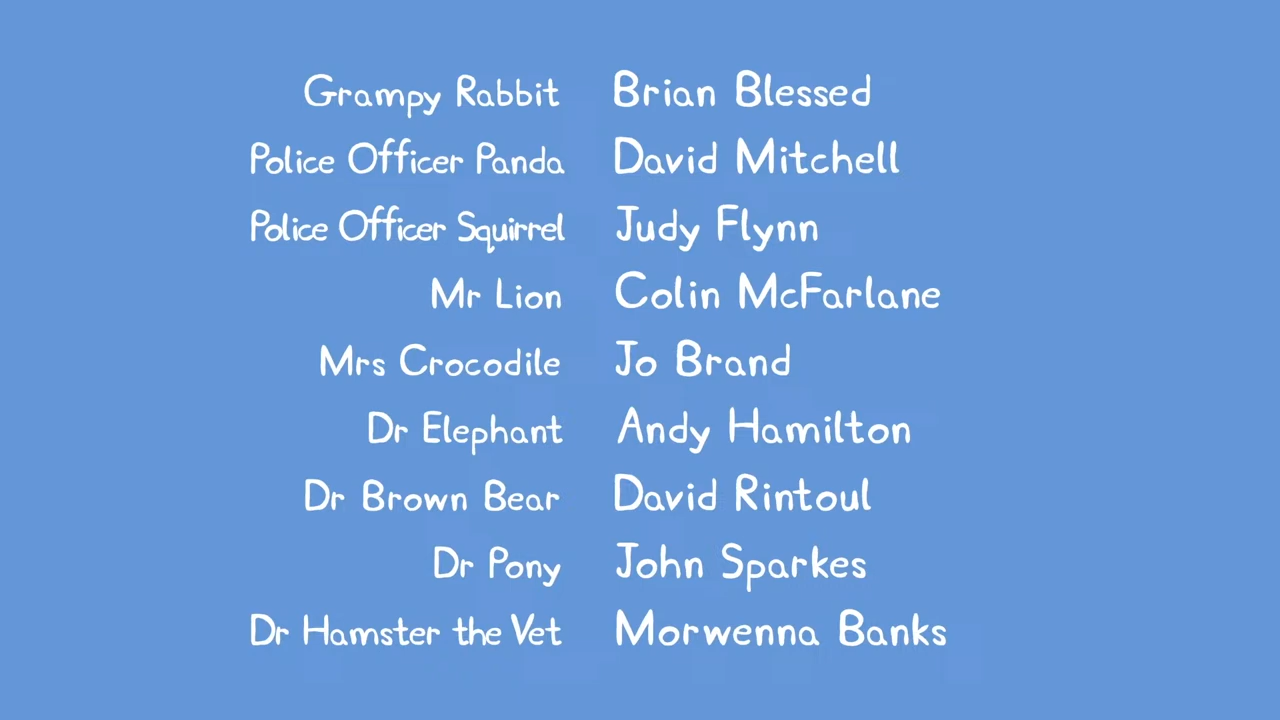 Grampy Rabbit Brian Blessed
Police Officer Panda David Mitchell
Police Officer Squirrel Judy Flynn
Mr Lion Colin McFarlane
Mrs Crocodile Jo Brand
Dr Elephant Andy Hamilton
Dr Brown Bear David Rintoul
Dr Pony John Sparkes
Dr Hamster the Vet Morwenna Banks